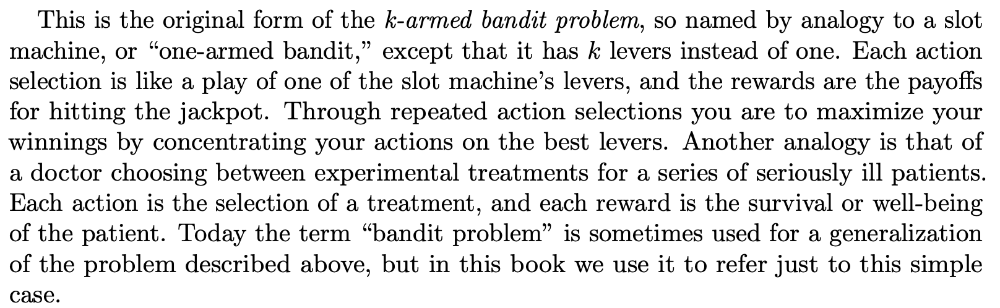 This is the original form of the k-armed bandit problem, so named by analogy to a slot
machine, or “one-armed bandit,” except that it has k levers instead of one. Each action
selection is like a play of one of the slot machine’s levers, and the rewards are the payoffs
for hitting the jackpot. Through repeated action selections you are to maximize your
winnings by concentrating your actions on the best levers. Another analogy is that of
a doctor choosing between experimental treatments for a series of seriously ill patients.
Each action is the selection of a treatment, and each reward is the survival or well-being
of the patient. Today the term “bandit problem” is sometimes used for a generalization
of the problem described above, but in this book we use it to refer just to this simple
case.